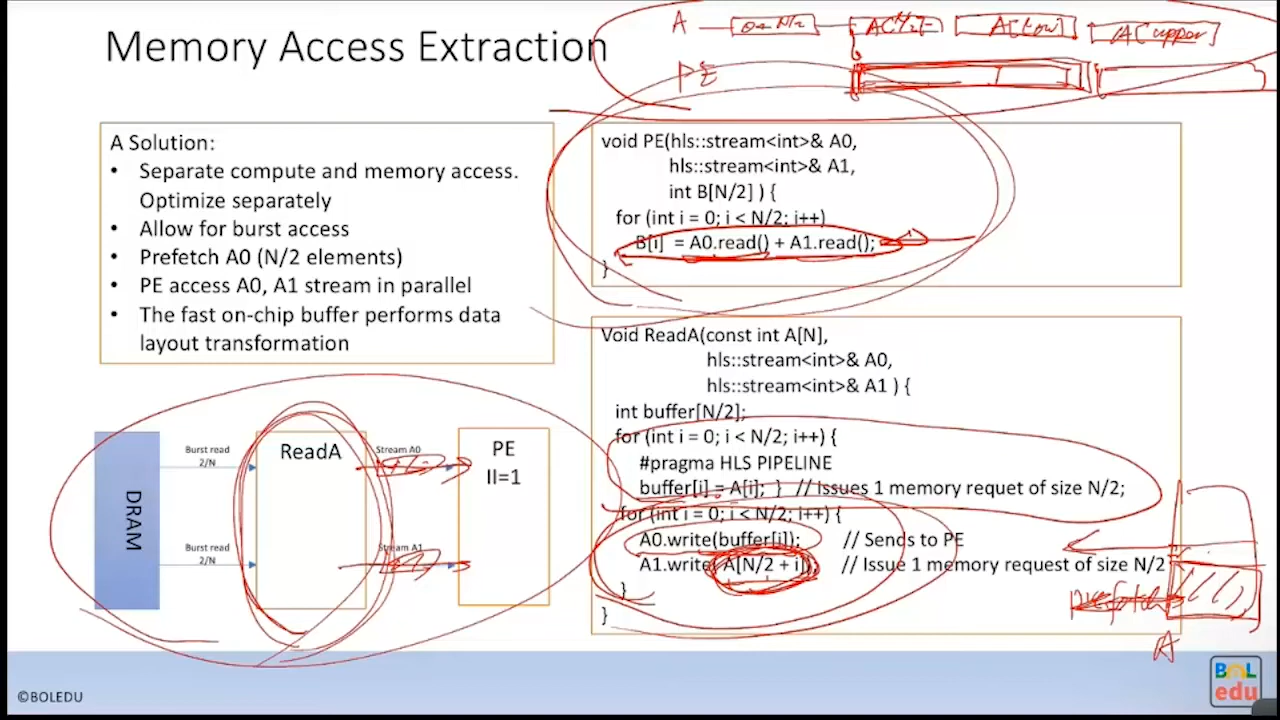 Memory Access Extraction
A
PE
A Solution:
• Separate compute and memory access.
Optimize separately
• Allow for burst access
• Prefetch A0 (N/2 elements)
• PE access A0, A1 stream in parallel
• The fast on-chip buffer performs data
layout transformation
void PE(hls::stream<int>& A0,
hls::stream<int>& A1,
int B[N/2] ) {
for (int i = 0; i < N/2; i++)
B[i] = A0.read() + A1.read();
}
Void ReadA(const int A[N],
hls::stream<int>& A0,
hls::stream<int>& A1 ) {
int buffer[N/2];
for (int i = 0; i < N/2; i++) {
#pragma HLS PIPELINE
buffer[i] = A[i]; } // Issues 1 memory requet of size N/2;
for (int i = 0; i < N/2; i++) {
A0.write(buffer[i]); // Sends to PE
A1.write( A[N/2 + i]); // Issue 1 memory request of size N/2
}
}
prefetch
A
DRAM
Burst read
2/N
Burst read
2/N
ReadA
Stream A0
Stream A1
PE
II=1
©BOLEDU
BOL
edu